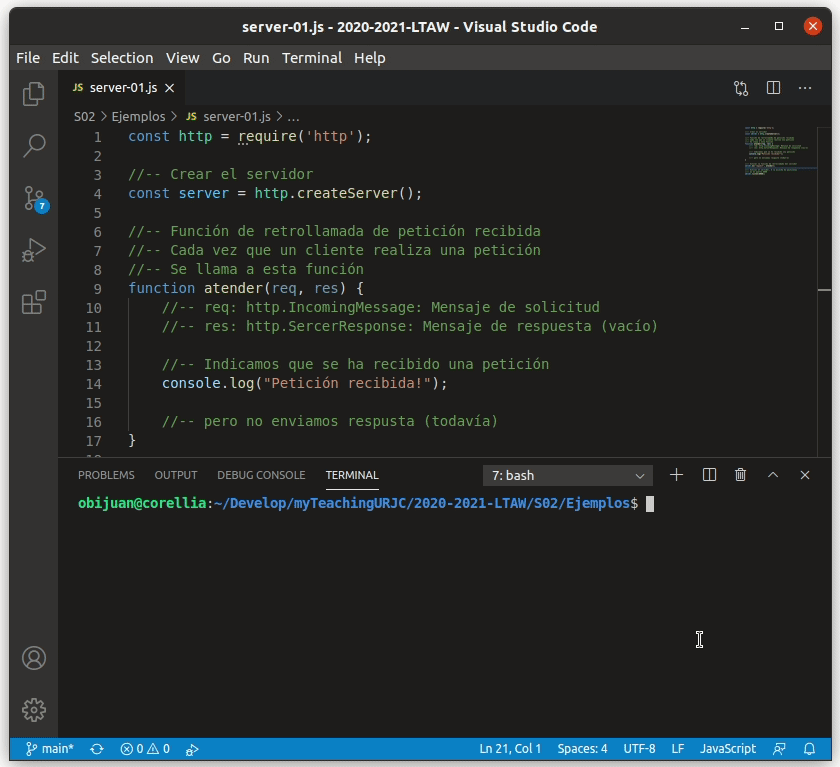 server-01.js - 2020-2021-LTAW - Visual Studio Code
File Edit Selection View Go Run Terminal Help
JS server-01.js
S02 > Ejemplos > JS server-01.js > ...
1 const http = require('http');
2
3 //-- Crear el servidor
4 const server = http.createServer();
5
6 //-- Función de retrollamada de petición recibida
7 //-- Cada vez que un cliente realiza una petición
8 //-- Se llama a esta función
9 function atender(req, res) {
10 //-- req: http.IncomingMessage: Mensaje de solicitud
11 //-- res: http.SercerResponse: Mensaje de respuesta (vacío)
12
13 //-- Indicamos que se ha recibido una petición
14 console.log("Petición recibida!");
15
16 //-- pero no enviamos respusta (todavía)
17 }
7
PROBLEMS OUTPUT DEBUG CONSOLE TERMINAL 7: bash
obijuan@corellia:~/Develop/myTeachingURJC/2020-2021-LTAW/S02/Ejemplos$
main* 0 0 Ln 21, Col 1 Spaces: 4 UTF-8 LF JavaScript